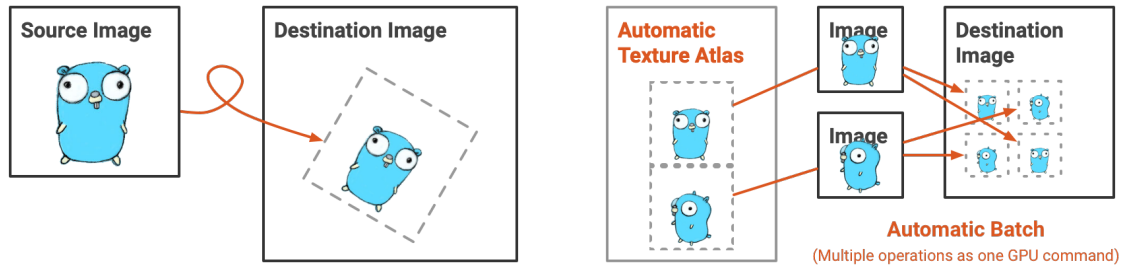 Source Image
Destination Image
Automatic
Texture Atlas
Image
Image
Destination
Image
Automatic Batch
(Multiple operations as one GPU command)